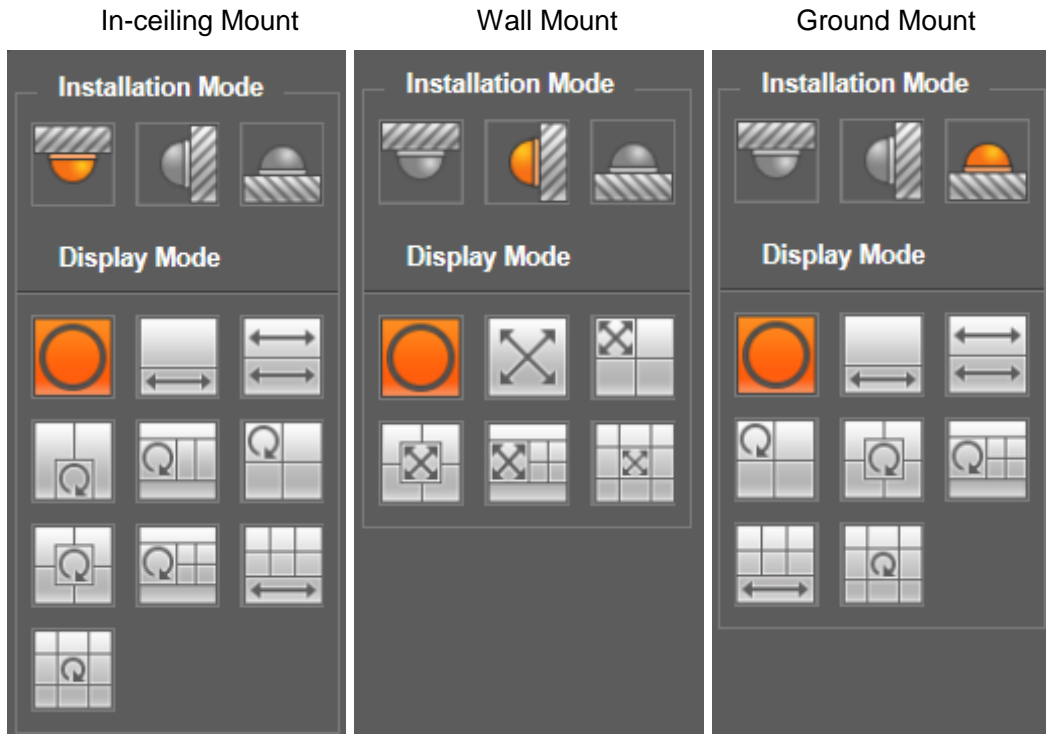 In-ceiling Mount
Wall Mount
Ground Mount
Installation Mode
Installation Mode
Installation Mode
Display Mode
Display Mode
Display Mode